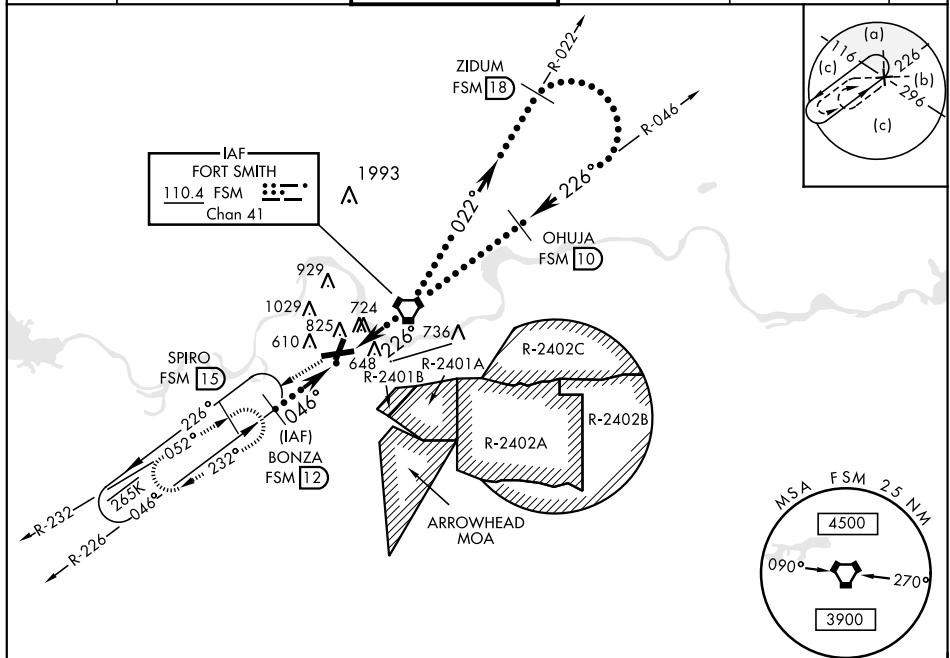 R-022
ZIDUM
FSM 18
R-046
(a)
116
226
(c)
(b)
296
(c)
IAF
FORT SMITH
110.4 FSM
Chan 41
1993
022°
226°
OHUJA
FSM 10
929
1029
724
825
610
736
648
226°
R-2402C
SPIRO
FSM 15
R-2401A
R-2401B
046°
226°
052°
(IAF)
BONZA
FSM 12
232°
R-2402A
R-2402B
265K
046°
R-232
R-226
ARROWHEAD
MOA
MSA FSM 25 NM
4500
090°
270°
3900